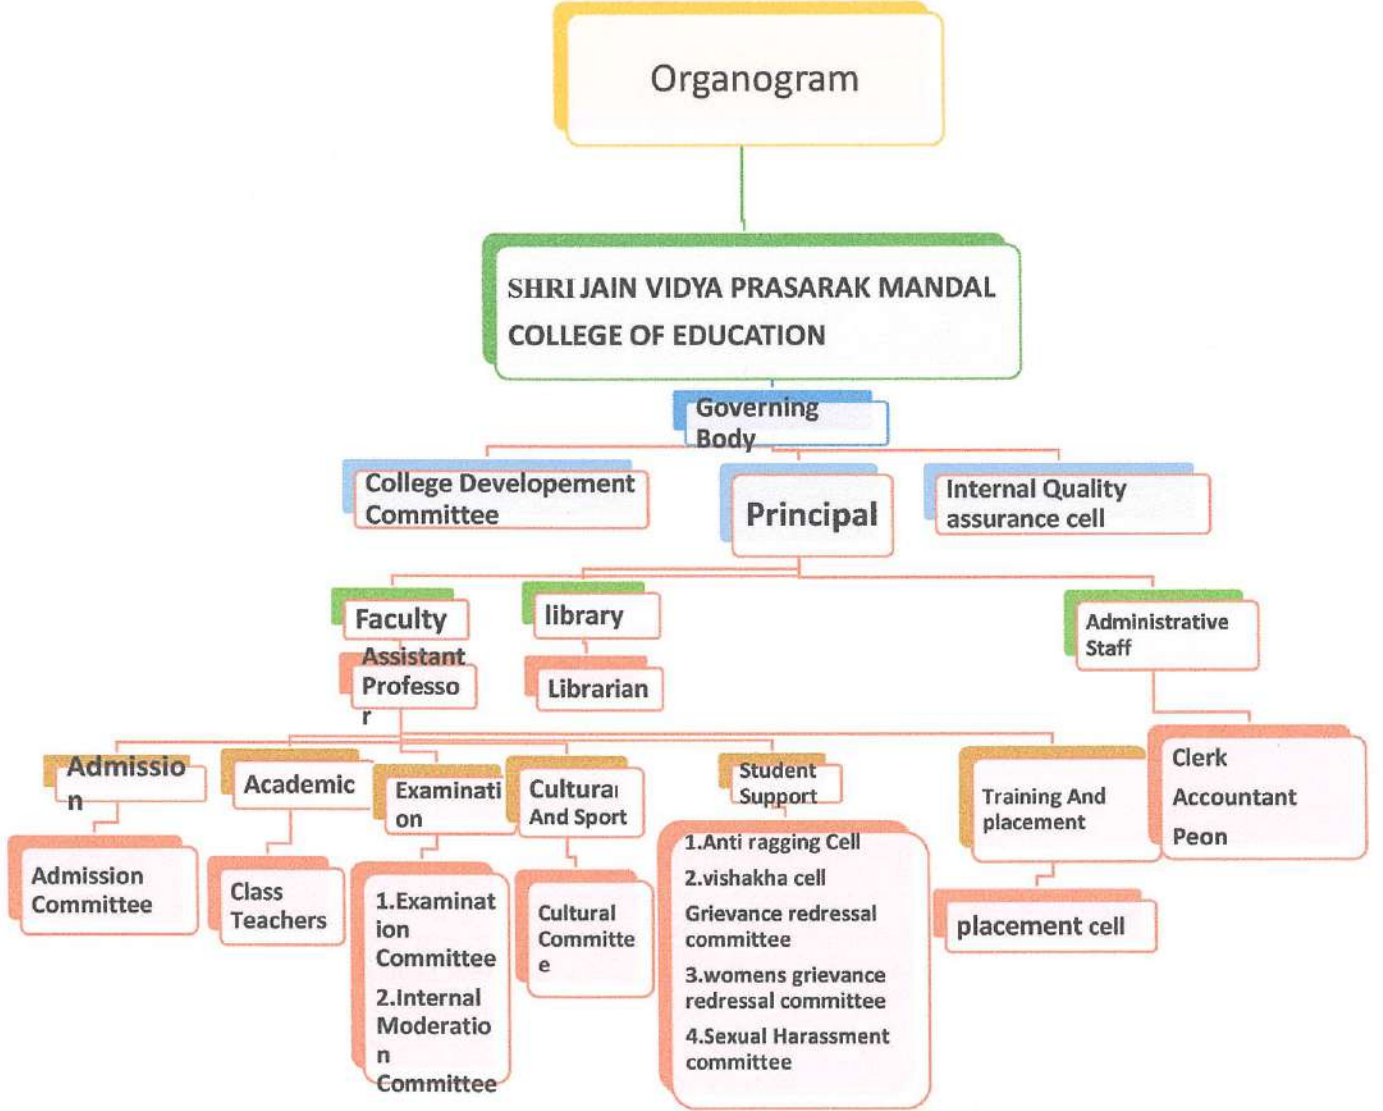 Organogram
SHRI JAIN VIDYA PRASARAK MANDAL
COLLEGE OF EDUCATION
Governing
Body
College Developement
Committee
Principal
Internal Quality
assurance cell
Faculty
library
Administrative
Staff
Assistant
Professo
r
Librarian
Admissio
n
Academic
Examinati
on
Cultural
And Sport
Student
Support
Training And
placement
Clerk
Accountant
Peon
Admission
Committee
Class
Teachers
1.Examinat
ion
Committee
2.Internal
Moderatio
n
Committee
Cultural
Committe
e
1.Anti ragging Cell
2.vishakha cell
Grievance redressal
committee
3.womens grievance
redressal committee
4.Sexual Harassment
committee
placement cell